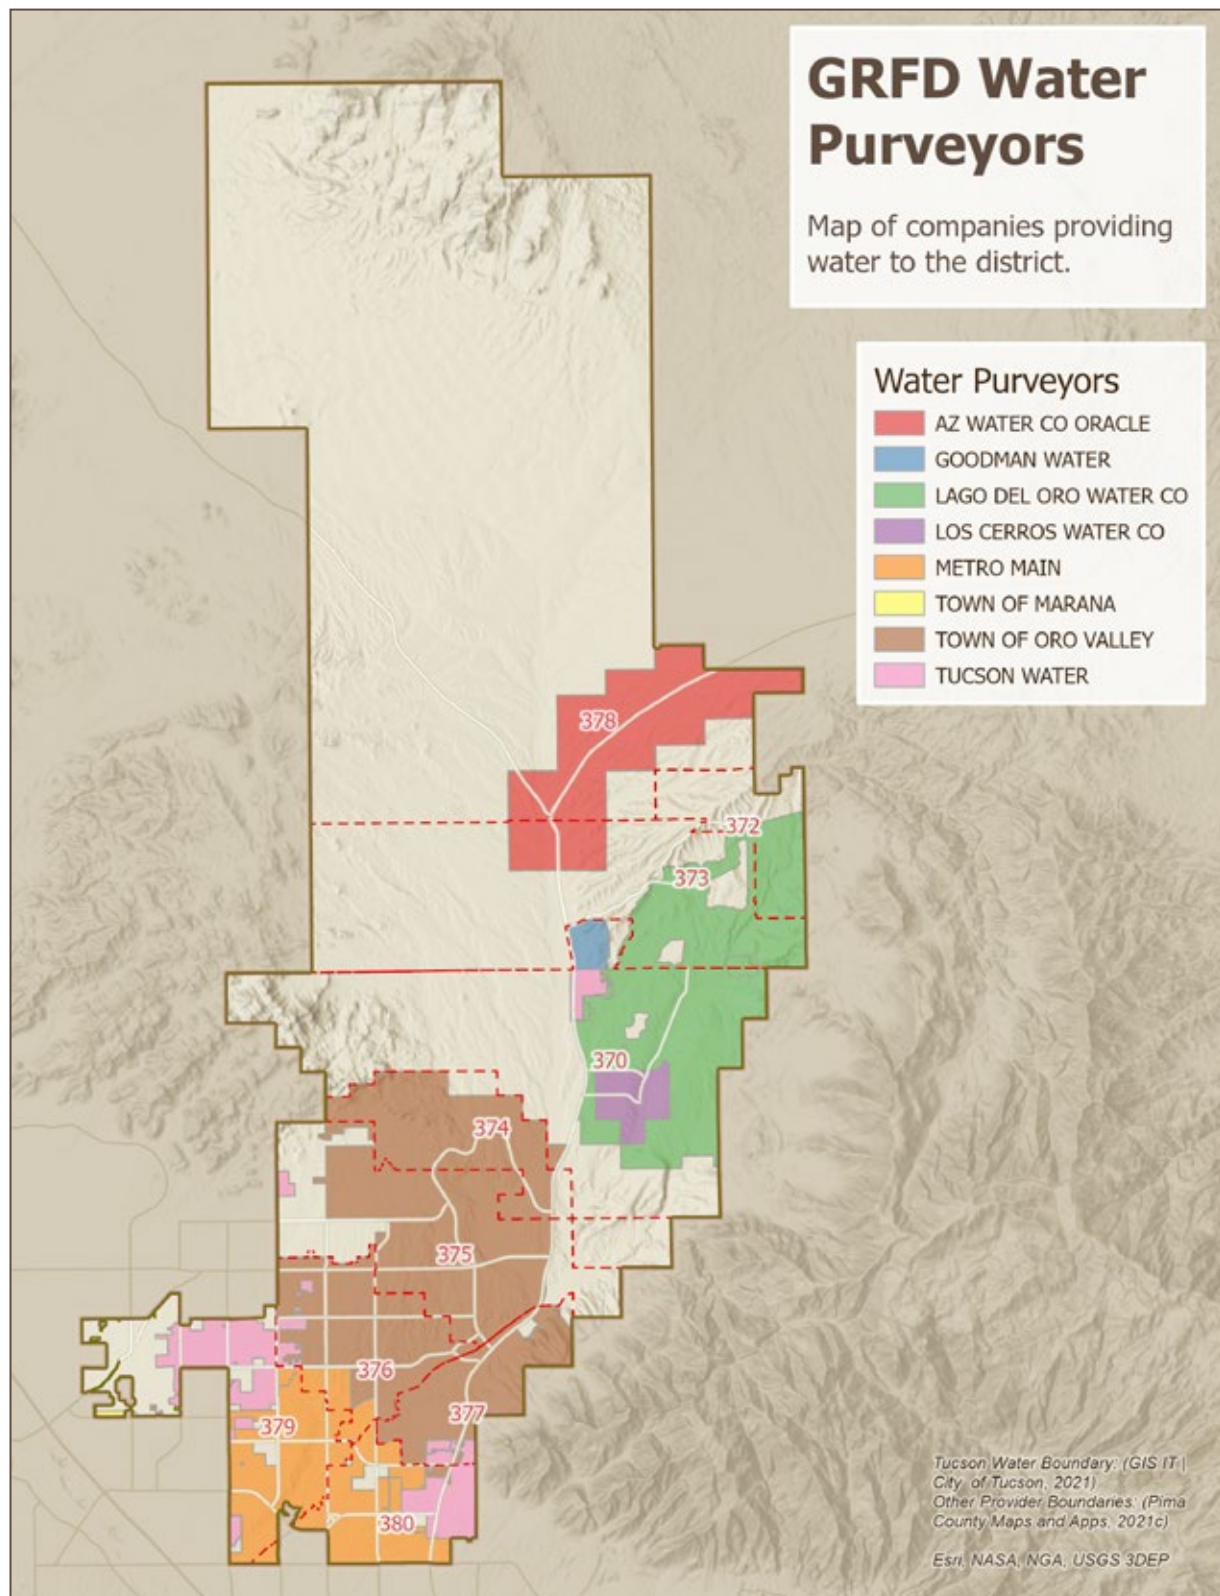 GRFD Water
Purveyors
Map of companies providing
water to the district.
Water Purveyors
AZ WATER CO ORACLE
GOODMAN WATER
LAGO DEL ORO WATER CO
LOS CERROS WATER CO
METRO MAIN
TOWN OF MARANA
TOWN OF ORO VALLEY
TUCSON WATER
378
372
373
370
374
375
376
377
379
380
Tucson Water Boundary: (GIS IT |
City of Tucson, 2021)
Other Provider Boundaries: (Pima
County Maps and Apps, 2021c)
Esri, NASA, NGA, USGS 3DEP